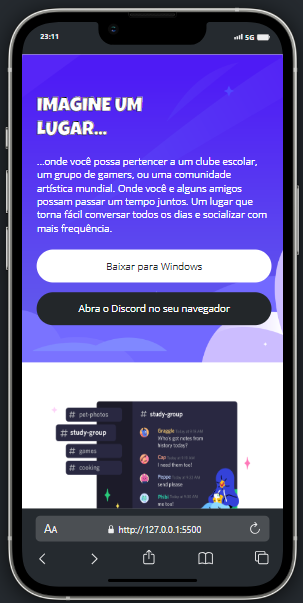 23:11
5G
IMAGINE UM
LUGAR...
...onde você possa pertencer a um clube escolar,
um grupo de gamers, ou uma comunidade
artística mundial. Onde você e alguns amigos
possam passar um tempo juntos. Um lugar que
torna fácil conversar todos os dias e socializar com
mais frequência.
Baixar para Windows
Abra o Discord no seu navegador
# pet-photos
# study-group
# games
# cooking
# study-group
Graggle
Who's got notes from
history today?
Cap
I need them too!
Peppe
send please
Phibi
me too!
AA
http://127.0.0.1:5500